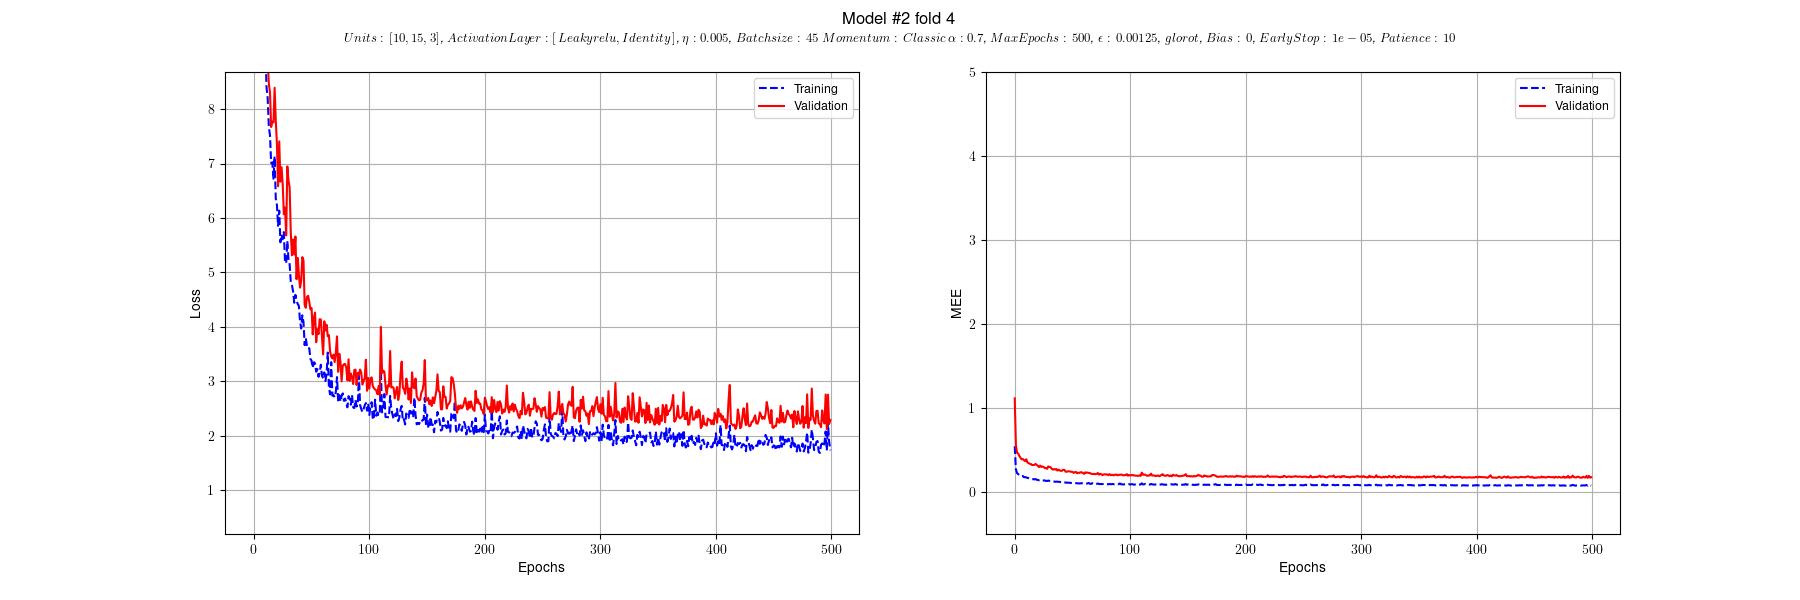 Model #2 fold 4
Units : [10, 15, 3], ActivationLayer : [ Leakyrelu, Identity], η : 0.005, Batchsize : 45 Momentum : Classic α : 0.7, MaxEpochs : 500, ϵ : 0.00125, glorot, Bias : 0, EarlyStop : 1e − 05, Patience : 10
Training
Validation
8
7
6
5
4
3
2
1
Loss
0 100 200 300 400 500
Epochs
Training
Validation
5
4
3
2
1
0
MEE
0 100 200 300 400 500
Epochs